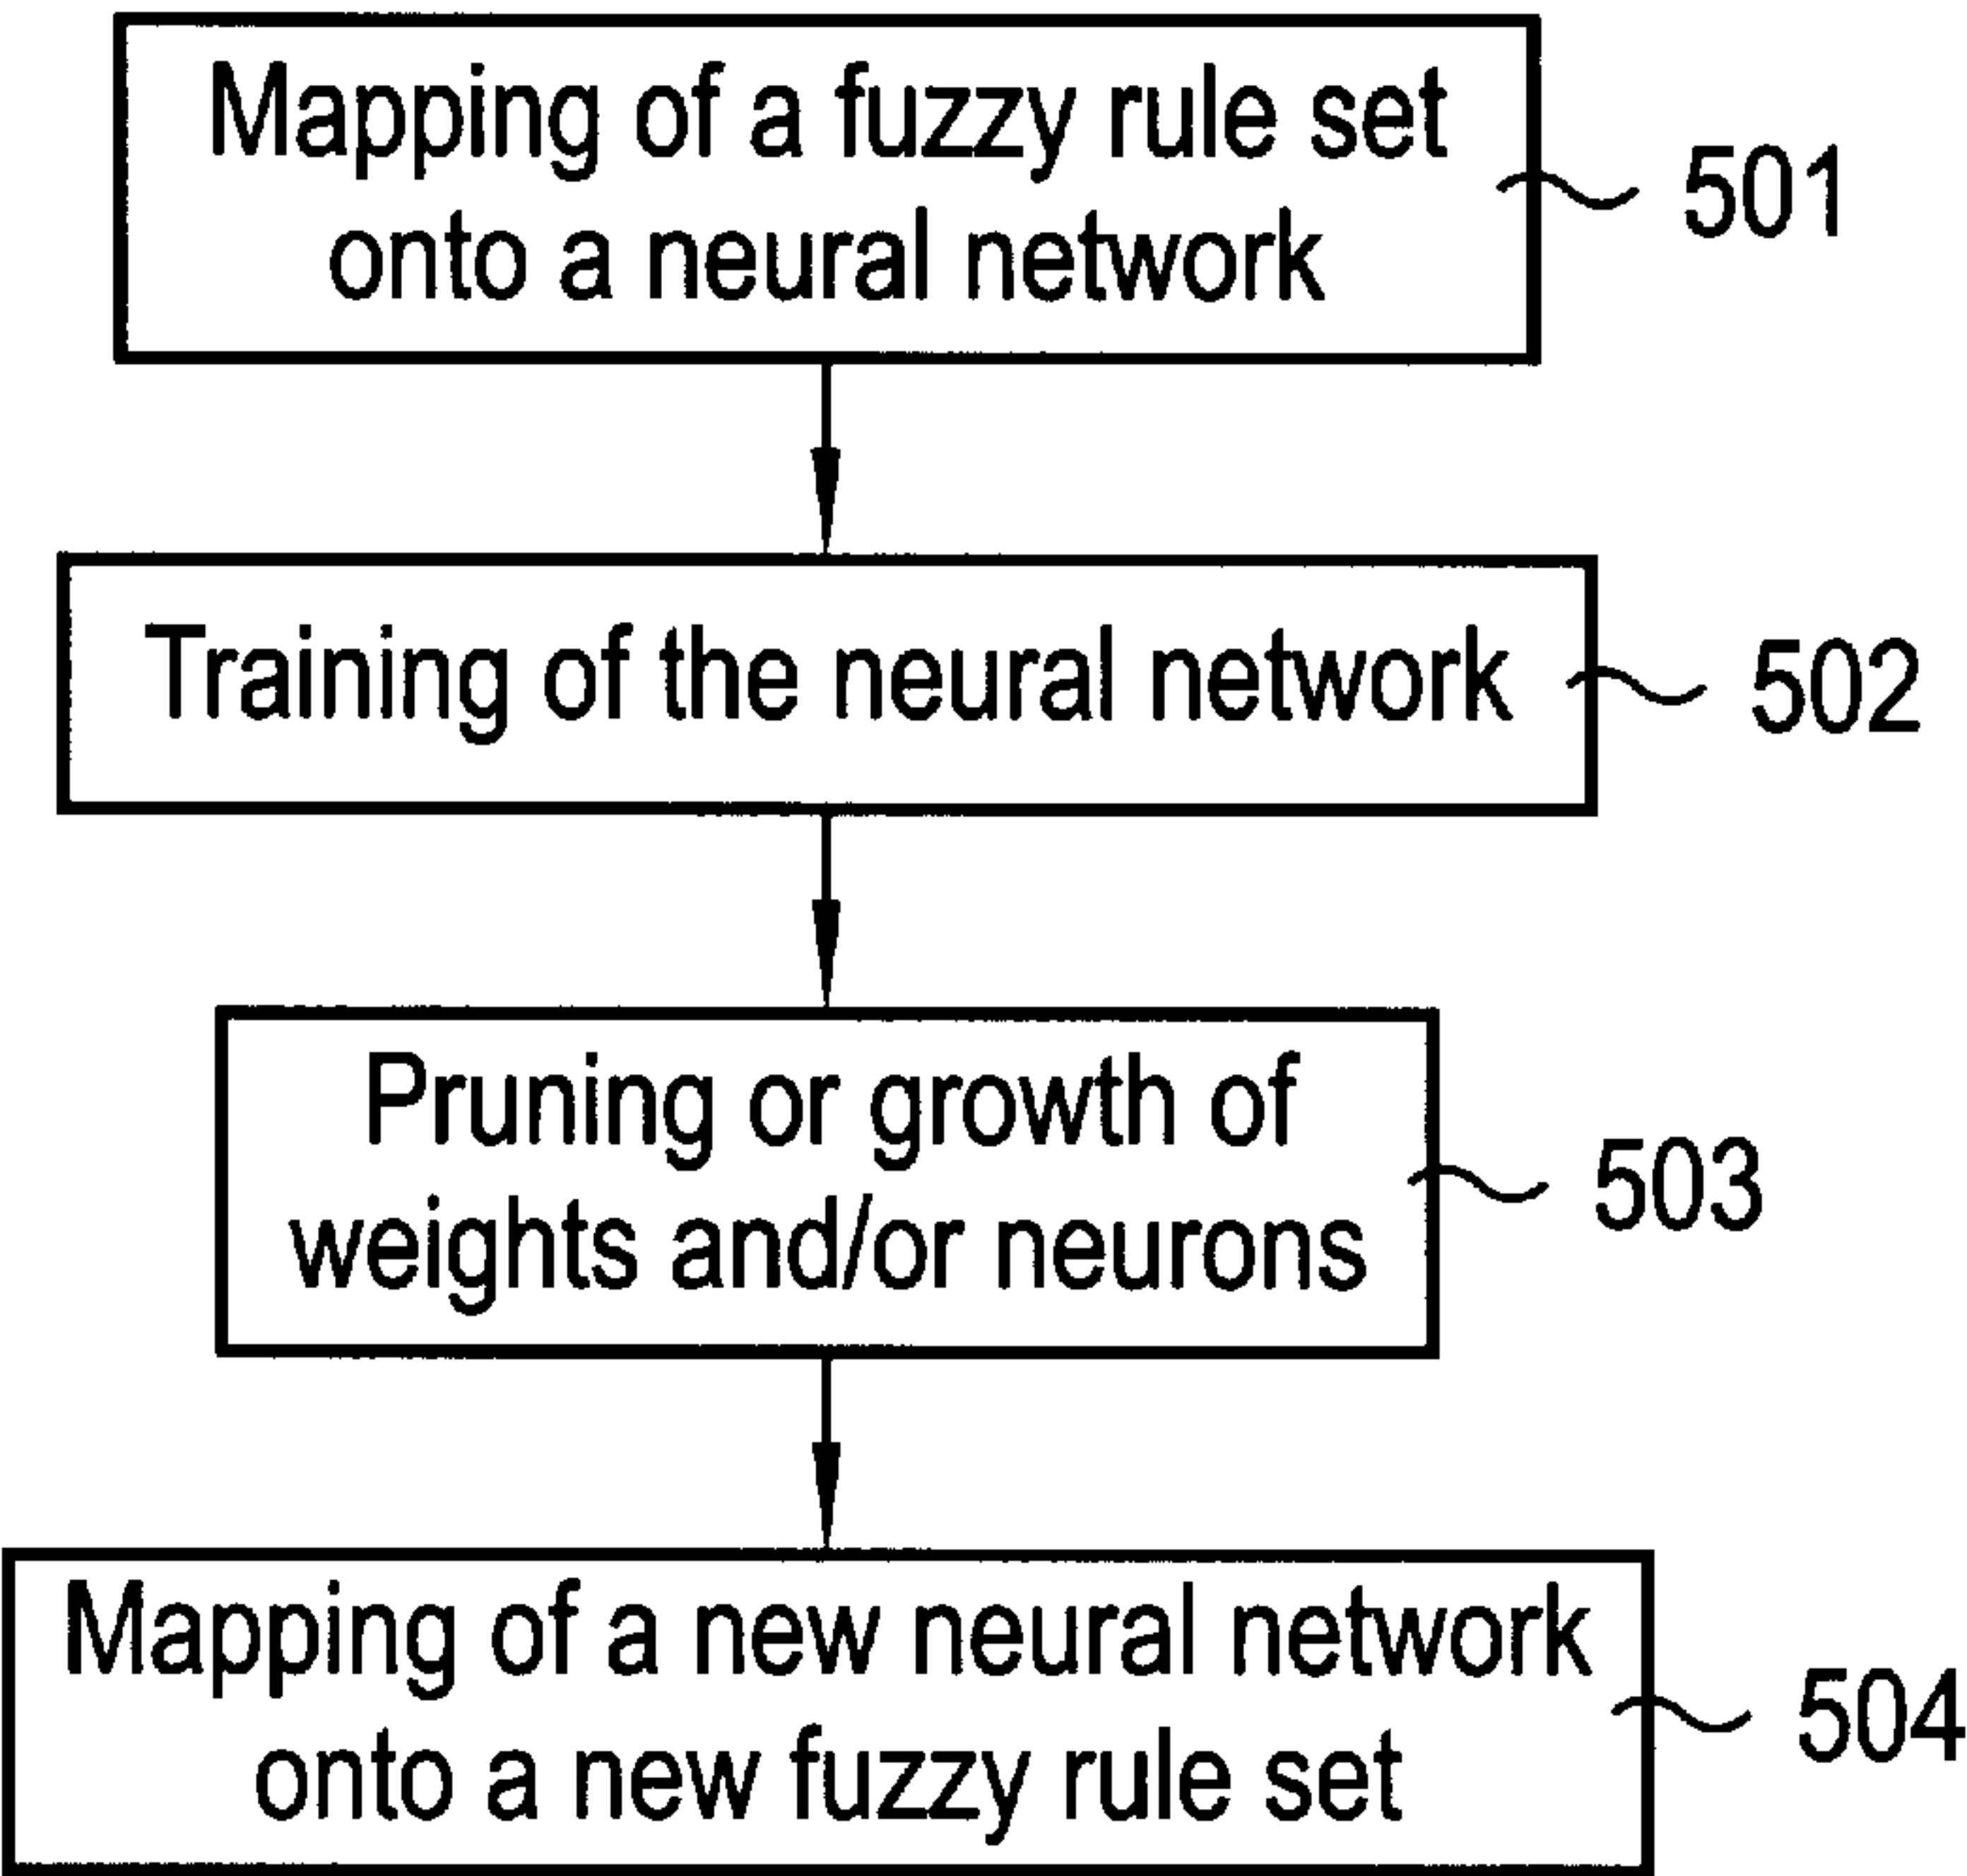 Mapping of a fuzzy rule set
onto a neural network
501
Training of the neural network
502
Pruning or growth of
weights and/or neurons
503
Mapping of a new neural network
onto a new fuzzy rule set
504